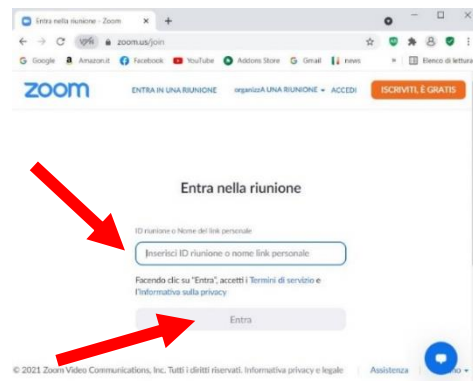 Entra nella riunione - Zoom
zoom.us/join
Google Amazon.it Facebook YouTube Addons Store Gmail news » Elenco di lettura
zoom ENTRA IN UNA RIUNIONE organizzA UNA RIUNIONE ACCEDI ISCRIVITI, È GRATIS
Entra nella riunione
ID riunione o Nome del link personale
Inserisci ID riunione o nome link personale
Facendo clic su "Entra", accetti i Termini di servizio e
l'Informativa sulla privacy
Entra
© 2021 Zoom Video Communications, Inc. Tutti i diritti riservati. Informativa privacy e legale Assistenza